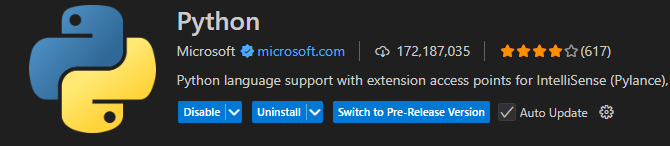 Python
Microsoft microsoft.com 172,187,035 (617)
Python language support with extension access points for IntelliSense (Pylance),
Disable Uninstall Switch to Pre-Release Version Auto Update